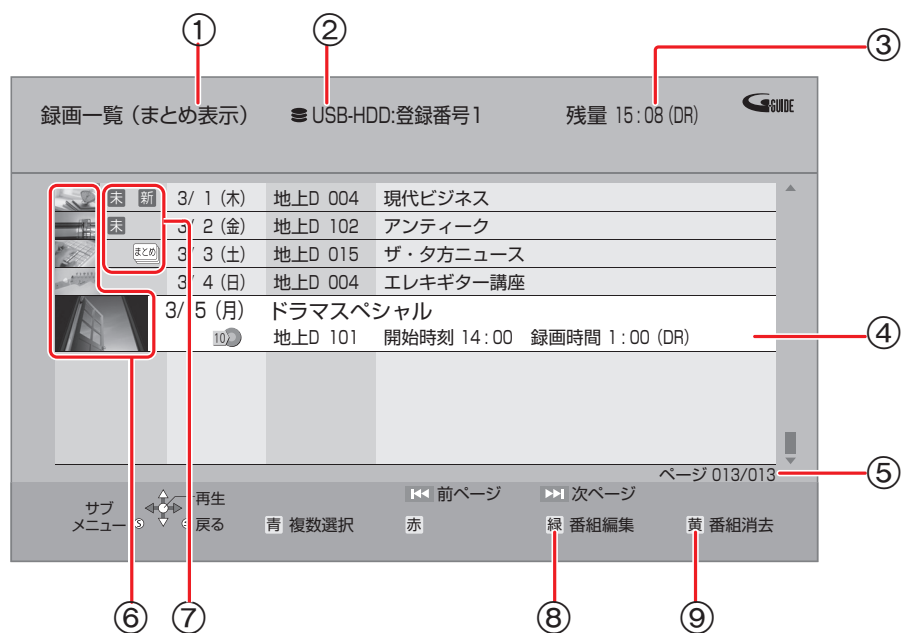 ① ② ③
録画一覧（まとめ表示） USB-HDD:登録番号1 残量 15:08 (DR) G GUIDE
未 新 3/ 1 (木) 地上D 004 現代ビジネス
未 3/ 2 (金) 地上D 102 アンティーク
まとめ 3/ 3 (土) 地上D 015 ザ・夕方ニュース
3/ 4 (日) 地上D 004 エレキギター講座
3/ 5 (月) ドラマスペシャル
10 地上D 101 開始時刻 14:00 録画時間 1:00 (DR) ④
ページ 013/013 ⑤
サブ 再生 前ページ 次ページ
メニュー S 戻る 青 複数選択 赤 緑 番組編集 黄 番組消去
⑥ ⑦ ⑧ ⑨